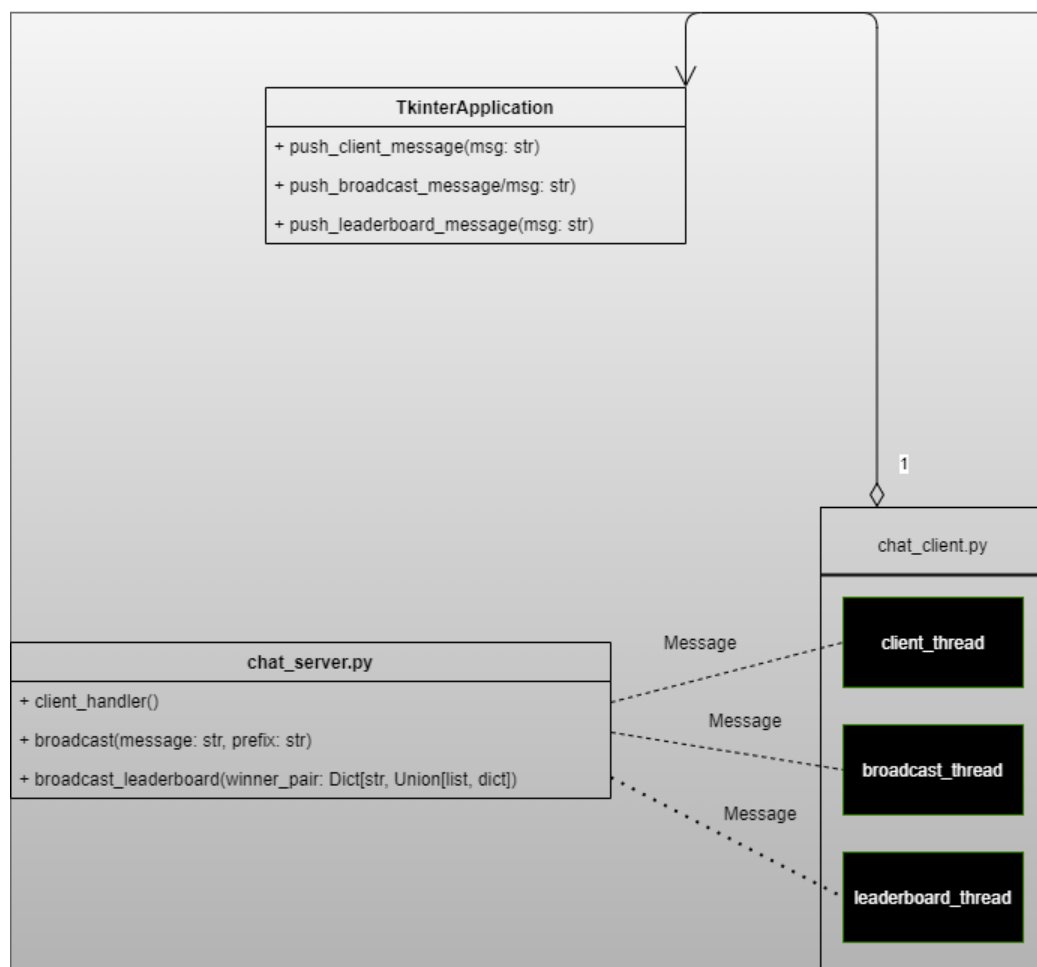 TkinterApplication
+ push_client_message(msg: str)
+ push_broadcast_message/msg: str)
+ push_leaderboard_message(msg: str)
1
chat_client.py
client_thread
Message
chat_server.py
+ client_handler()
+ broadcast(message: str, prefix: str)
+ broadcast_leaderboard(winner_pair: Dict[str, Union[list, dict])
Message
broadcast_thread
Message
leaderboard_thread